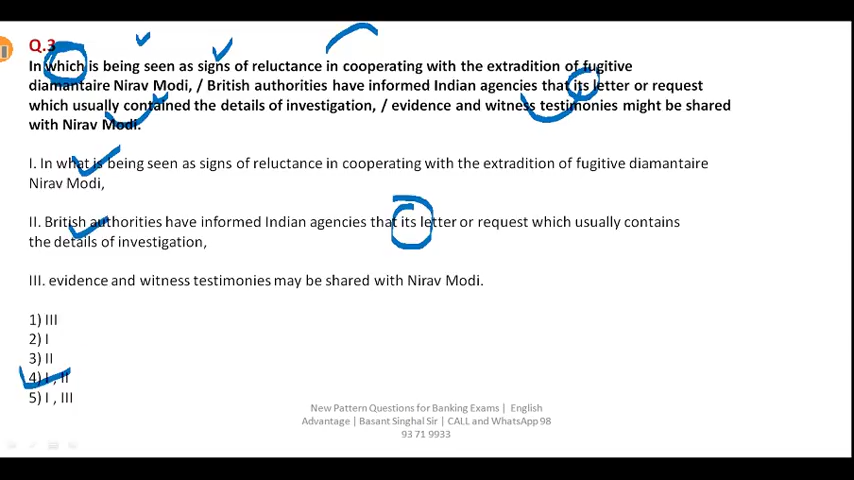 Q.3
In which is being seen as signs of reluctance in cooperating with the extradition of fugitive
diamantaire Nirav Modi, / British authorities have informed Indian agencies that its letter or request
which usually contained the details of investigation, / evidence and witness testimonies might be shared
with Nirav Modi.
I. In what is being seen as signs of reluctance in cooperating with the extradition of fugitive diamantaire
Nirav Modi,
II. British authorities have informed Indian agencies that its letter or request which usually contains
the details of investigation,
III. evidence and witness testimonies may be shared with Nirav Modi.
1) III
2) I
3) II
4) I , II
5) I , III
New Pattern Questions for Banking Exams | English
Advantage | Basant Singhal Sir | CALL and WhatsApp 98
93 71 9933